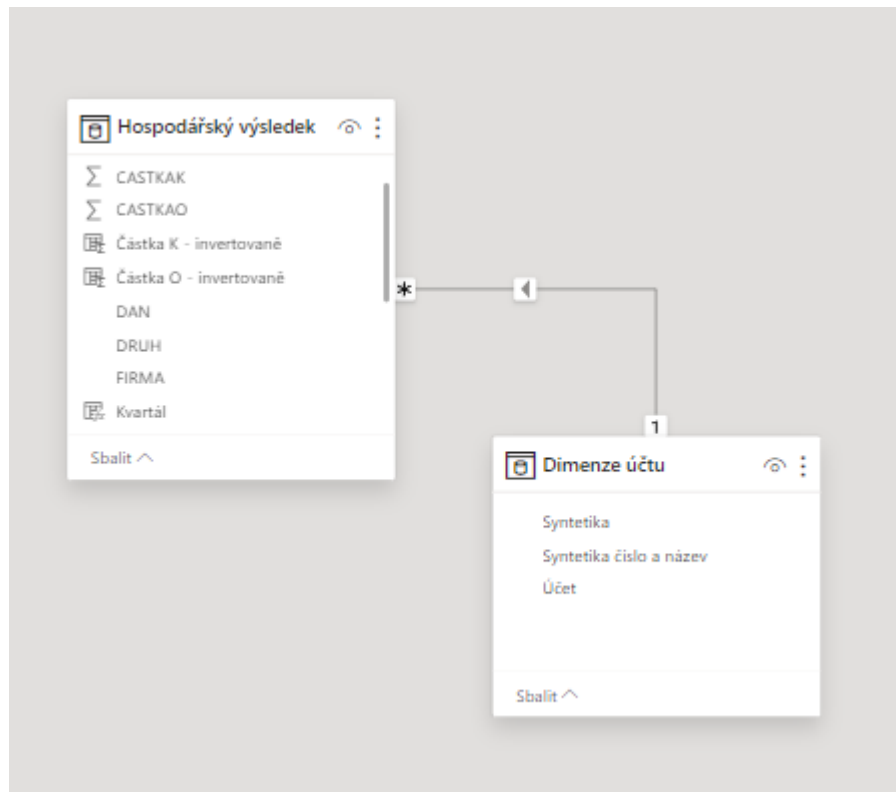 Hospodářský výsledek
CASTKAK
CASTKAO
Částka K - invertovaně
Částka O - invertovaně
DAN
DRUH
FIRMA
Kvartál
Sbalit
*
1
Dimenze účtu
Syntetika
Syntetika číslo a název
Účet
Sbalit